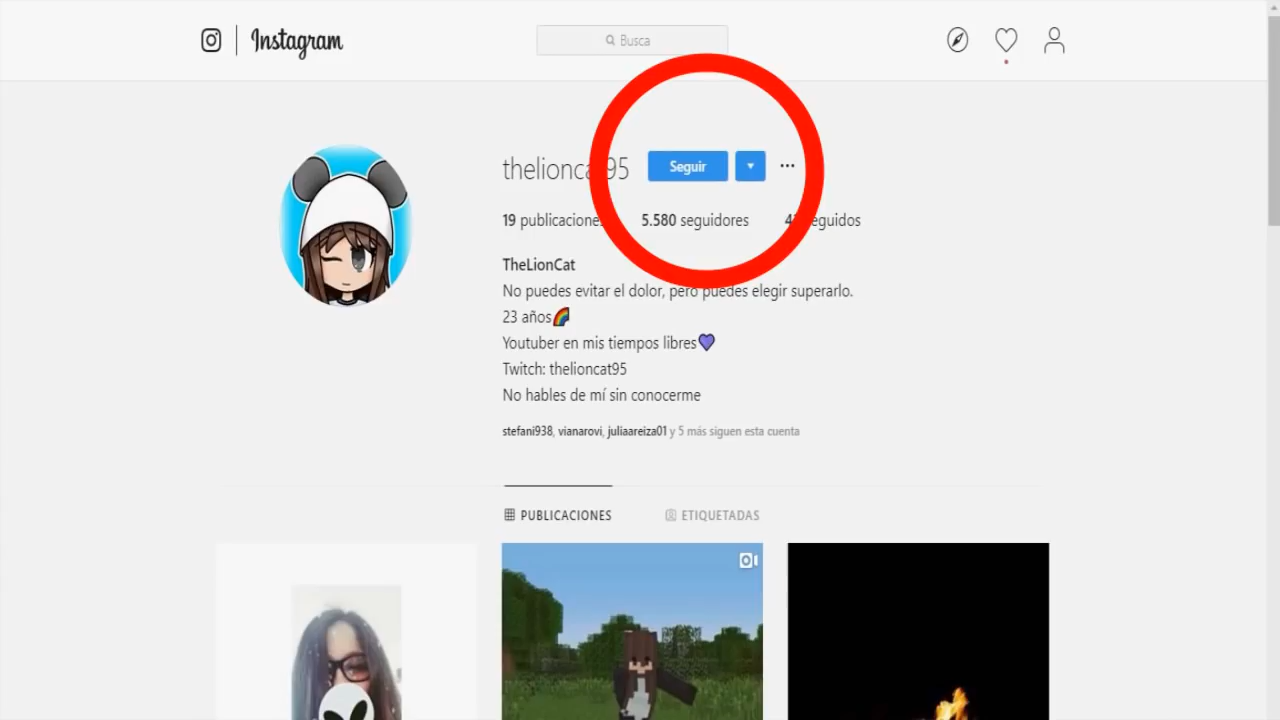 Instagram
Busca
Seguir
19 publicaciones 5.580 seguidores
TheLionCat
No puedes evitar el dolor, pero puedes elegir superarlo.
23 años🌈
Youtuber en mis tiempos libres💜
Twitch: thelioncat95
No hables de mí sin conocerme
stefani938, vianarovi, juliaareiza01 y 5 más siguen esta cuenta
PUBLICACIONES ETIQUETADAS